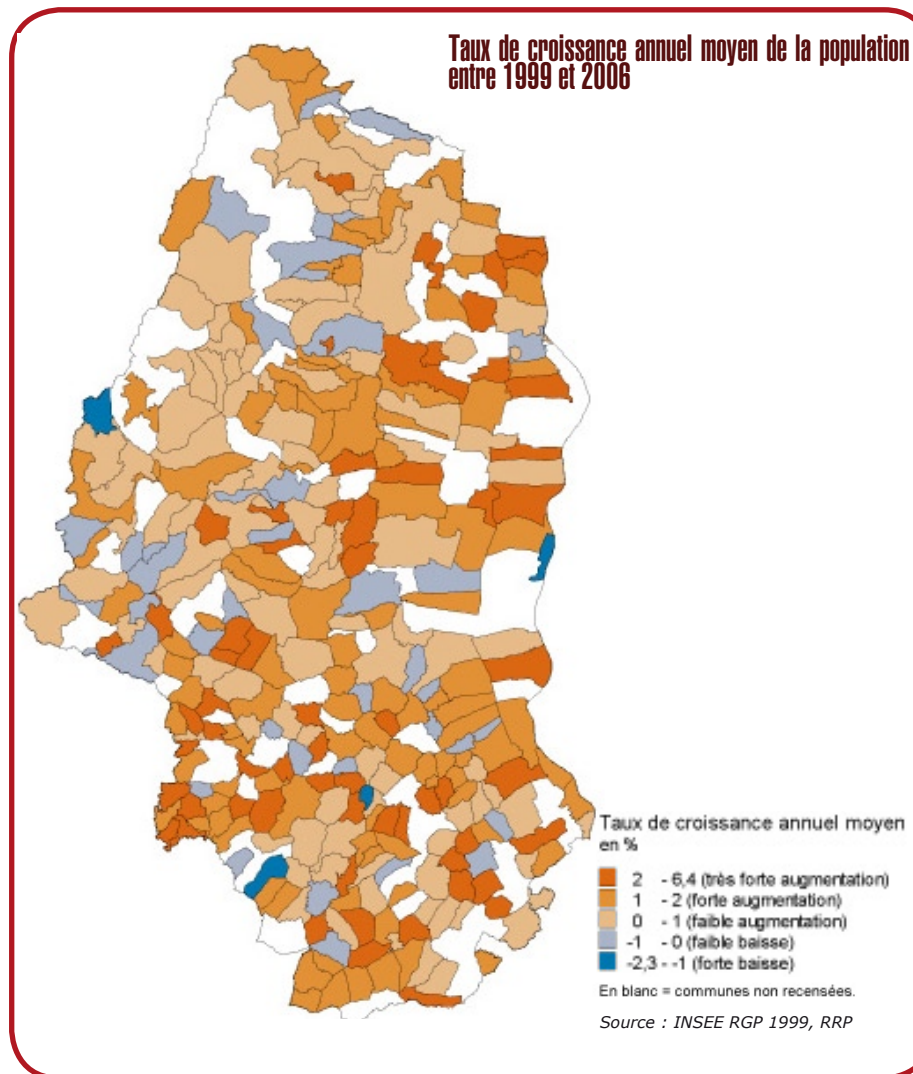 Taux de croissance annuel moyen de la population
entre 1999 et 2006
Taux de croissance annuel moyen
en %
2 - 6,4 (très forte augmentation)
1 - 2 (forte augmentation)
0 - 1 (faible augmentation)
-1 - 0 (faible baisse)
-2,3 - -1 (forte baisse)
En blanc = communes non recensées.
Source : INSEE RGP 1999, RRP